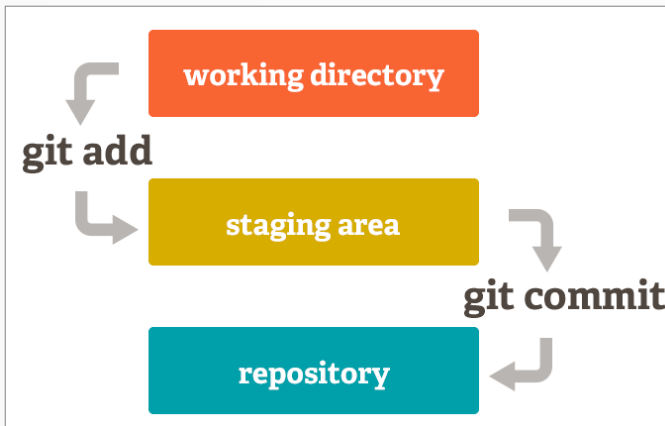 working directory
git add
staging area
git commit
repository